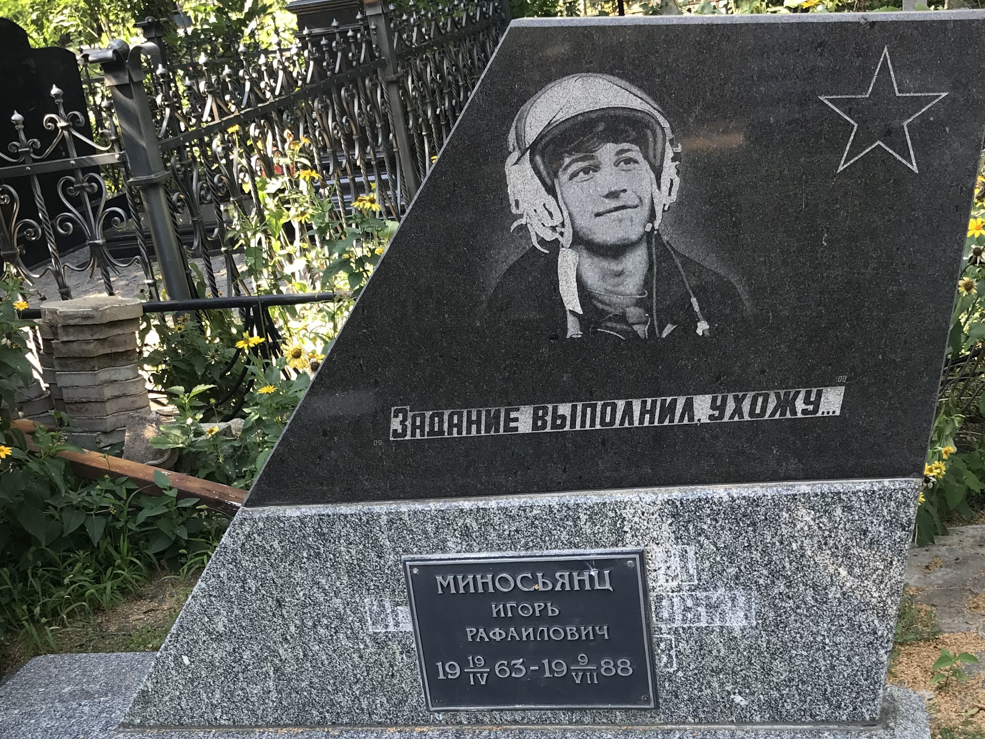 ЗАДАНИЕ ВЫПОЛНИЛ, УХОЖУ...
МИНОСЬЯНЦ
ИГОРЬ
РАФАИЛОВИЧ
19 19/IV 63 - 19 9/VII 88